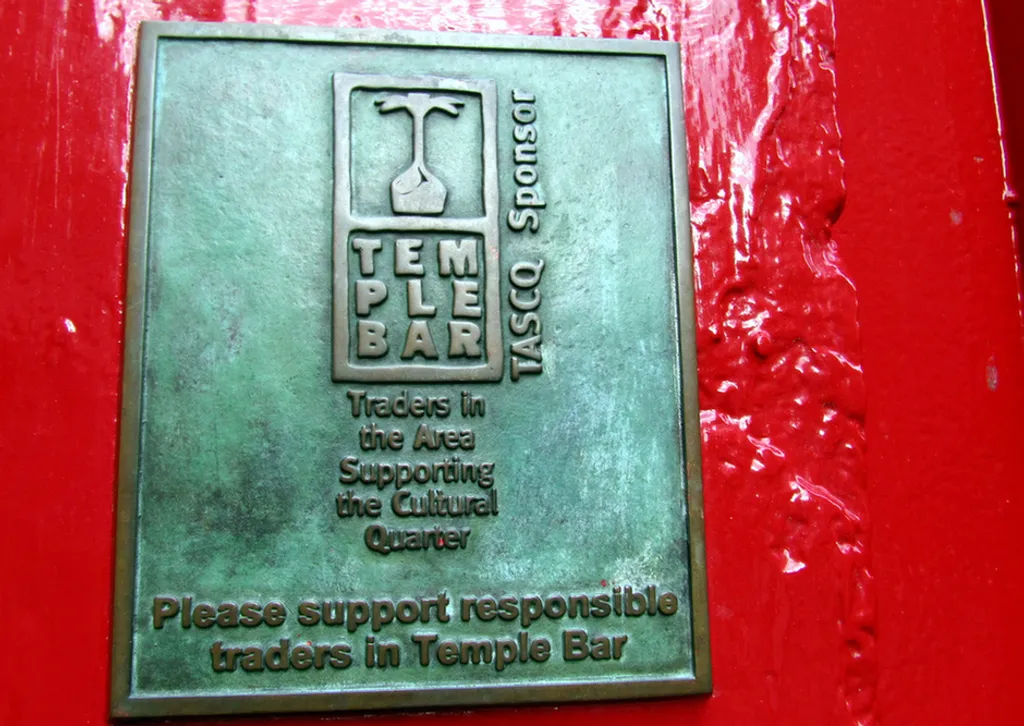 TEM
PLE
BAR
TASCQ Sponsor
Traders in
the Area
Supporting
the Cultural
Quarter
Please support responsible
traders in Temple Bar